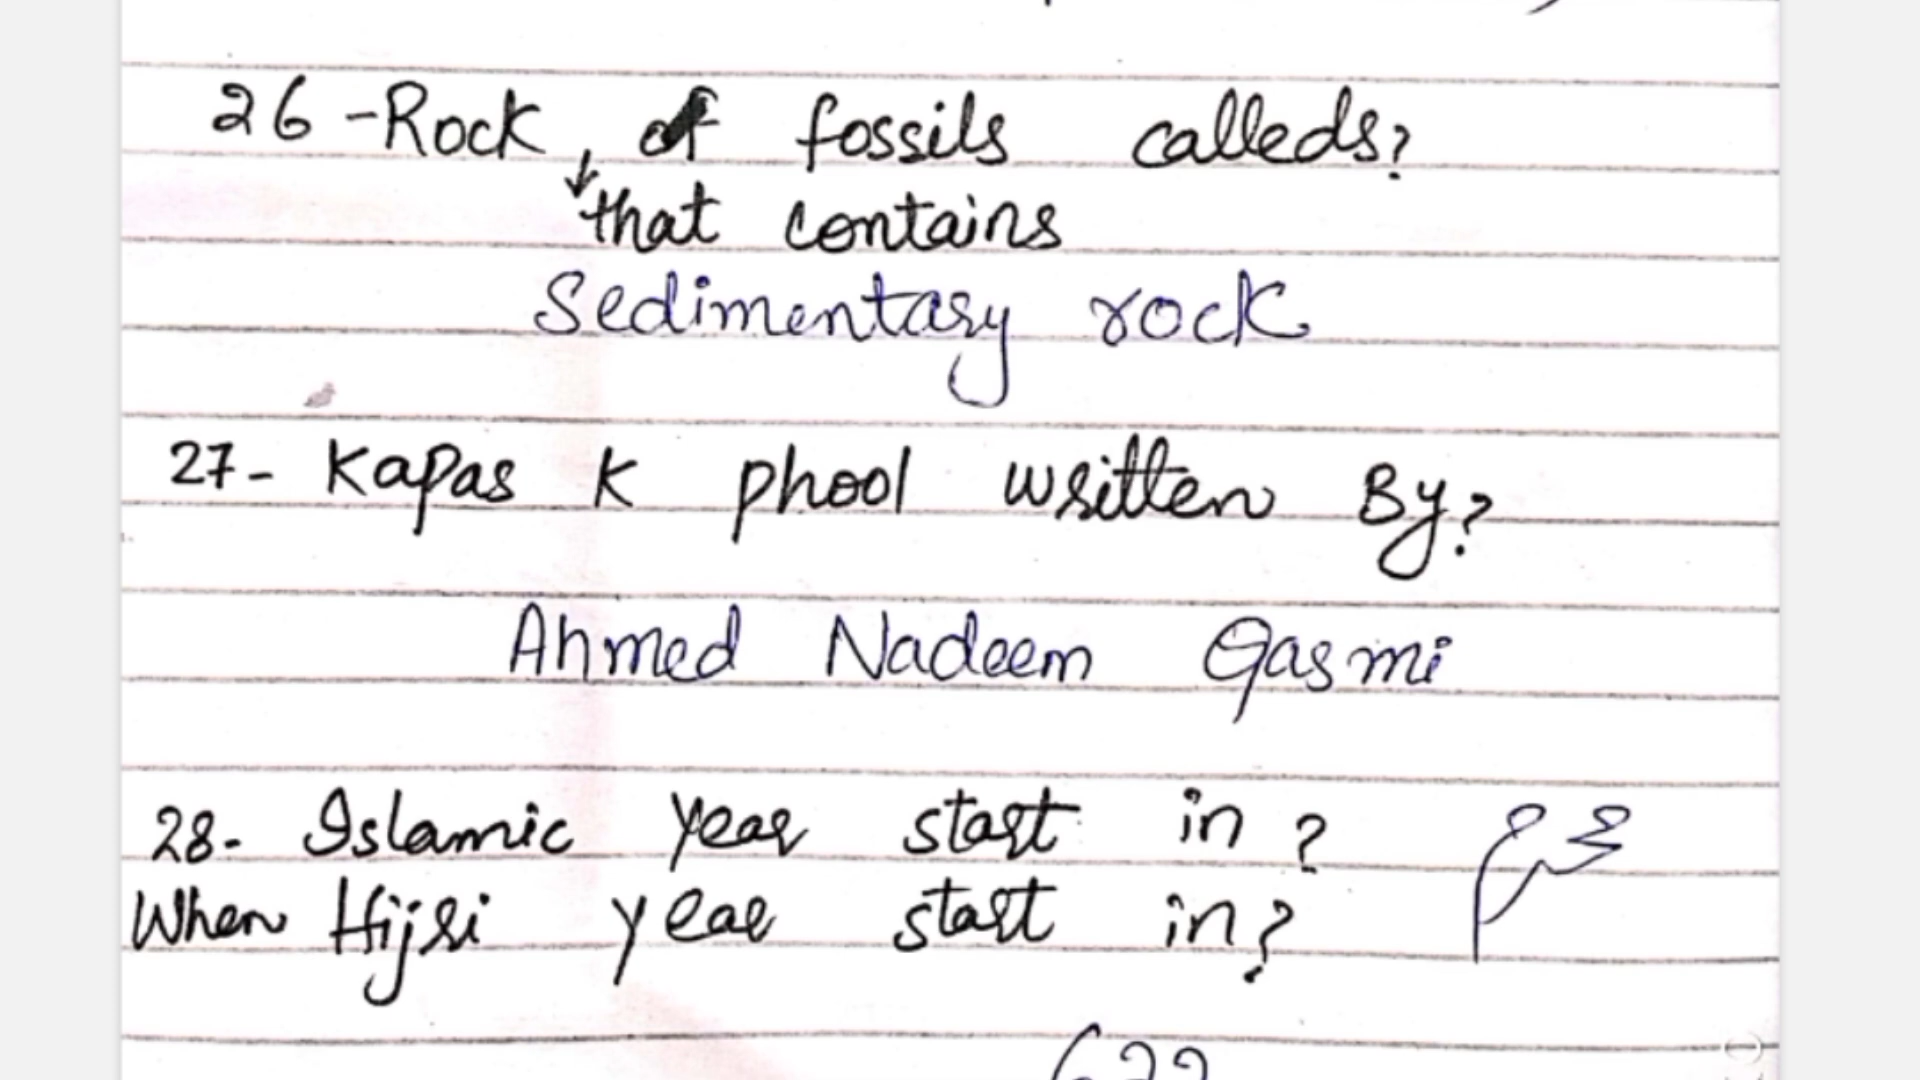 26 - Rock, of fossils calleds?
that contains
Sedimentary rock
27- Kapas K phool written By?
Ahmed Nadeem Qasmi
28- Islamic year start in?
When Hijri year start in?
622